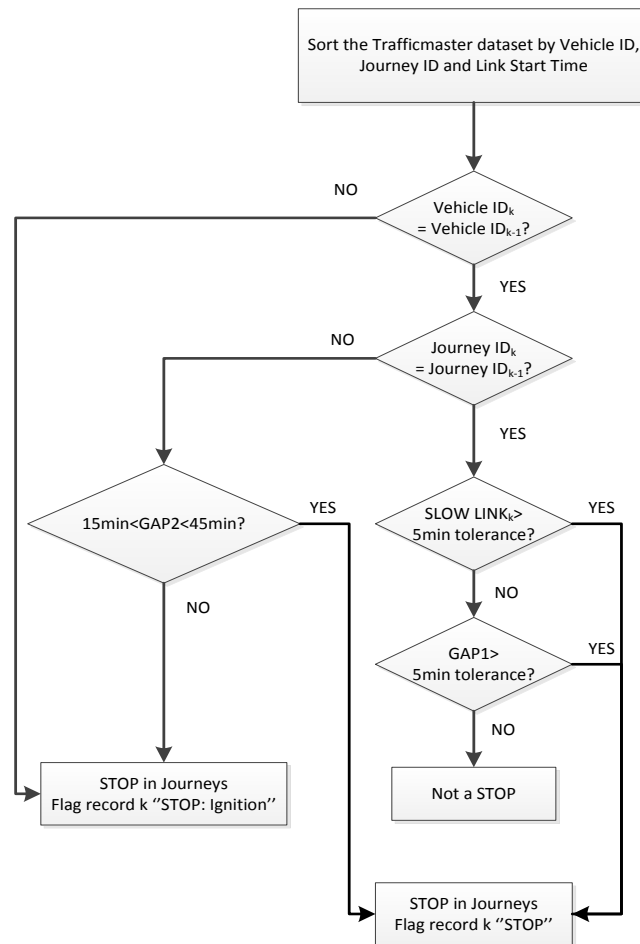 Sort the Trafficmaster dataset by Vehicle ID,
Journey ID and Link Start Time
NO
Vehicle IDₖ
= Vehicle IDₖ₋₁?
YES
NO
Journey IDₖ
= Journey IDₖ₋₁?
YES
15min<GAP2<45min?
YES
SLOW LINKₖ>
5min tolerance?
YES
NO
NO
GAP1>
5min tolerance?
YES
NO
STOP in Journeys
Flag record k ‘’STOP: Ignition’’
Not a STOP
STOP in Journeys
Flag record k ‘’STOP’’